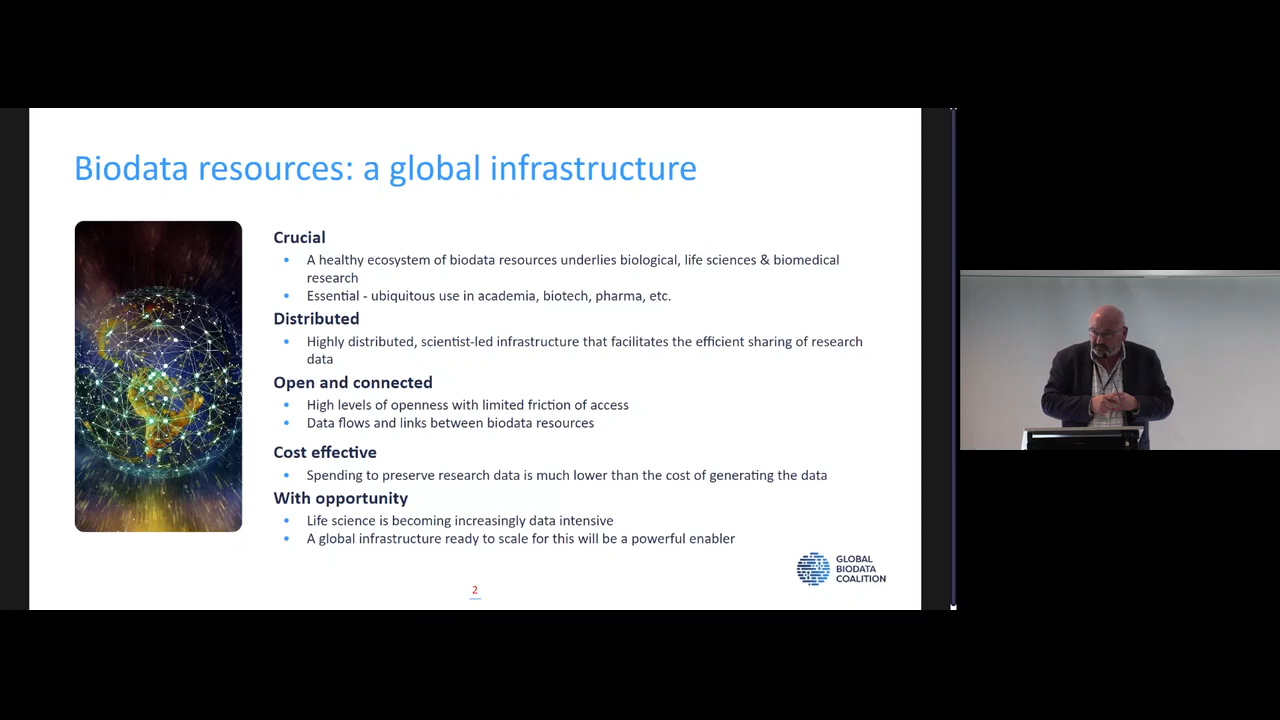 Biodata resources: a global infrastructure
Crucial
• A healthy ecosystem of biodata resources underlies biological, life sciences & biomedical
research
• Essential - ubiquitous use in academia, biotech, pharma, etc.
Distributed
• Highly distributed, scientist-led infrastructure that facilitates the efficient sharing of research
data
Open and connected
• High levels of openness with limited friction of access
• Data flows and links between biodata resources
Cost effective
• Spending to preserve research data is much lower than the cost of generating the data
With opportunity
• Life science is becoming increasingly data intensive
• A global infrastructure ready to scale for this will be a powerful enabler
GLOBAL
BIODATA
COALITION
2